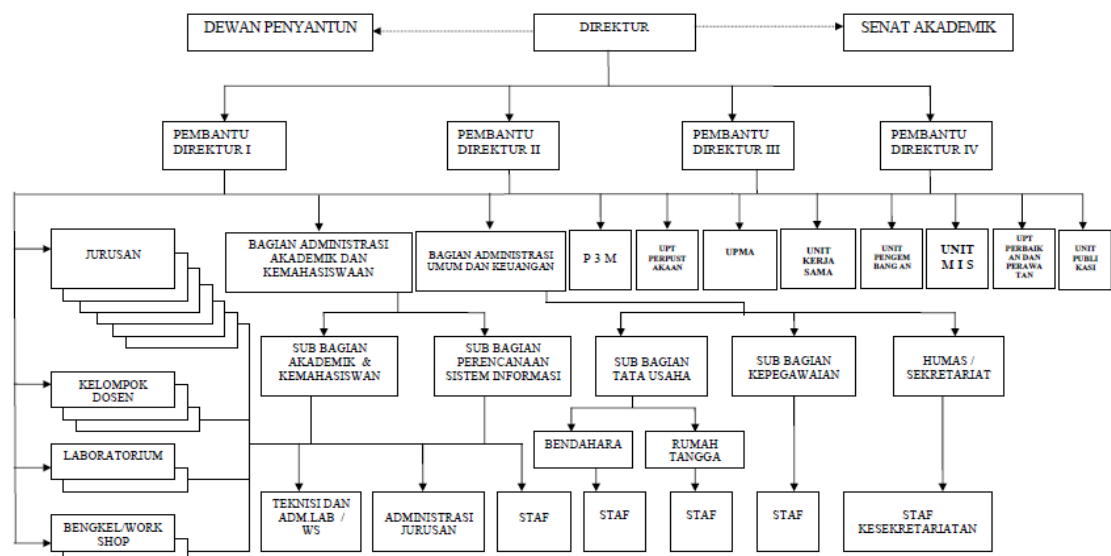 DEWAN PENYANTUN
DIREKTUR
SENAT AKADEMIK
PEMBANTU
DIREKTUR I
PEMBANTU
DIREKTUR II
PEMBANTU
DIREKTUR III
PEMBANTU
DIREKTUR IV
JURUSAN
BAGIAN ADMINISTRASI
AKADEMIK DAN
KEMAHASISWAAN
BAGIAN ADMINISTRASI
UMUM DAN KEUANGAN
P 3 M
UPT
PERPUST
AKAAN
UPMA
UNIT
KERJA
SAMA
UNIT
PENGEM
BANG AN
UNIT
M I S
UPT
PERBAIK
AN DAN
PERAWA
TAN
UNIT
PUBLI
KASI
SUB BAGIAN
AKADEMIK &
KEMAHASISWAN
SUB BAGIAN
PERENCANAAN
SISTEM INFORMASI
SUB BAGIAN
TATA USAHA
SUB BAGIAN
KEPEGAWAIAN
HUMAS /
SEKRETARIAT
KELOMPOK
DOSEN
BENDAHARA
RUMAH
TANGGA
LABORATORIUM
BENGKEL/WORK
SHOP
TEKNISI DAN
ADM.LAB /
WS
ADMINISTRASI
JURUSAN
STAF
STAF
STAF
STAF
STAF
KESEKRETARIATAN